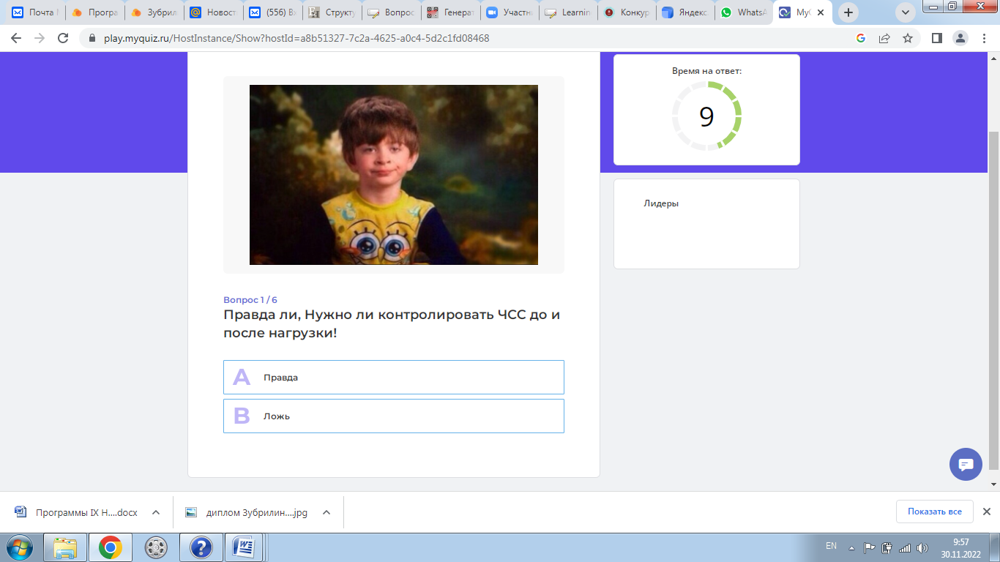 Почта
Програ
Зубрил
Новост
(556) Вх
Структу
Вопрос
Генерат
Участн
Learnin
Конкур
Яндекс
WhatsA
My
play.myquiz.ru/HostInstance/Show?hostId=a8b51327-7c2a-4625-a0c4-5d2c1fd08468
Время на ответ:
9
Лидеры
Вопрос 1 / 6
Правда ли, Нужно ли контролировать ЧСС до и
после нагрузки!
A Правда
B Ложь
Программы IX Н....docx
диплом Зубрилин....jpg
Показать все
EN
9:57
30.11.2022